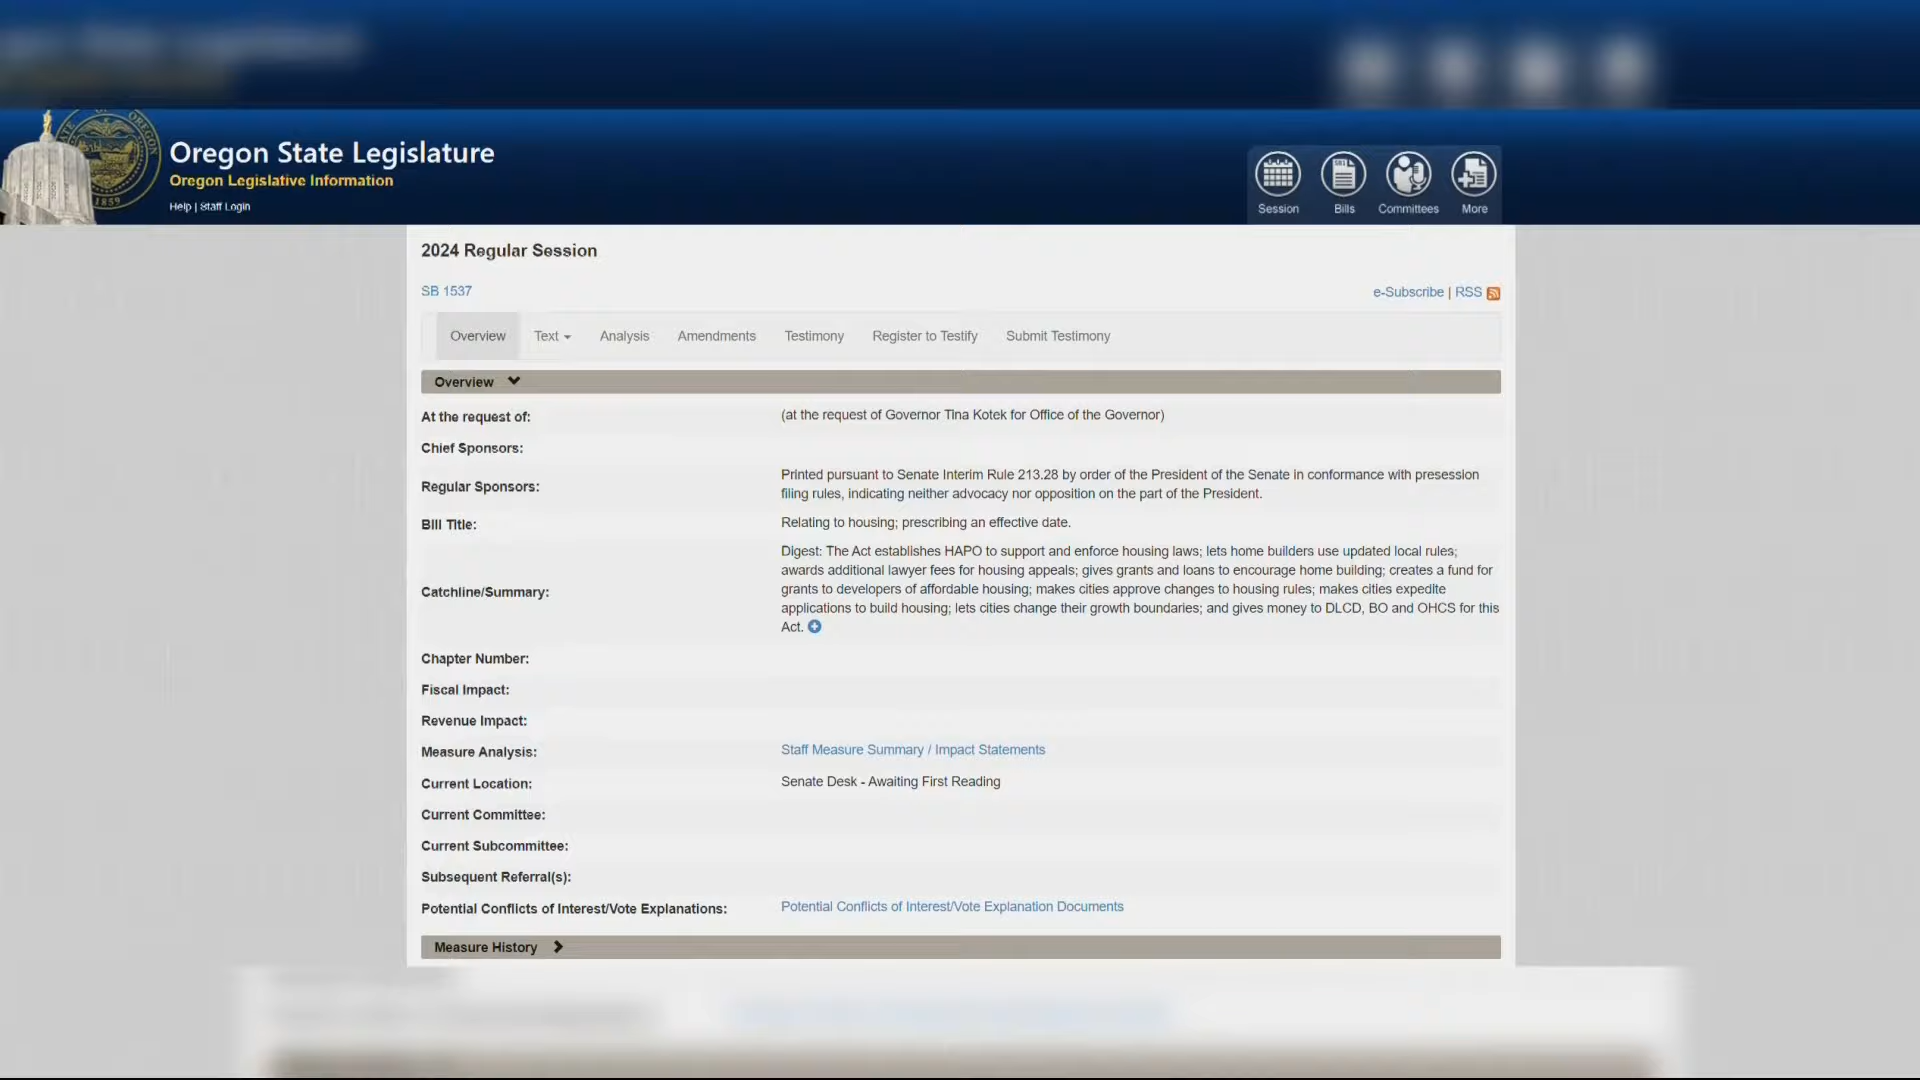 Oregon State Legislature
Oregon Legislative Information
Help | Staff Login
Session
Bills
Committees
More
2024 Regular Session
SB 1537
e-Subscribe | RSS
Overview
Text
Analysis
Amendments
Testimony
Register to Testify
Submit Testimony
Overview
At the request of:
(at the request of Governor Tina Kotek for Office of the Governor)
Chief Sponsors:
Regular Sponsors:
Printed pursuant to Senate Interim Rule 213.28 by order of the President of the Senate in conformance with presession
filing rules, indicating neither advocacy nor opposition on the part of the President.
Bill Title:
Relating to housing; prescribing an effective date.
Catchline/Summary:
Digest: The Act establishes HAPO to support and enforce housing laws; lets home builders use updated local rules;
awards additional lawyer fees for housing appeals; gives grants and loans to encourage home building; creates a fund for
grants to developers of affordable housing; makes cities approve changes to housing rules; makes cities expedite
applications to build housing; lets cities change their growth boundaries; and gives money to DLCD, BO and OHCS for this
Act.
Chapter Number:
Fiscal Impact:
Revenue Impact:
Measure Analysis:
Staff Measure Summary / Impact Statements
Current Location:
Senate Desk - Awaiting First Reading
Current Committee:
Current Subcommittee:
Subsequent Referral(s):
Potential Conflicts of Interest/Vote Explanations:
Potential Conflicts of Interest/Vote Explanation Documents
Measure History
OREGON
1859